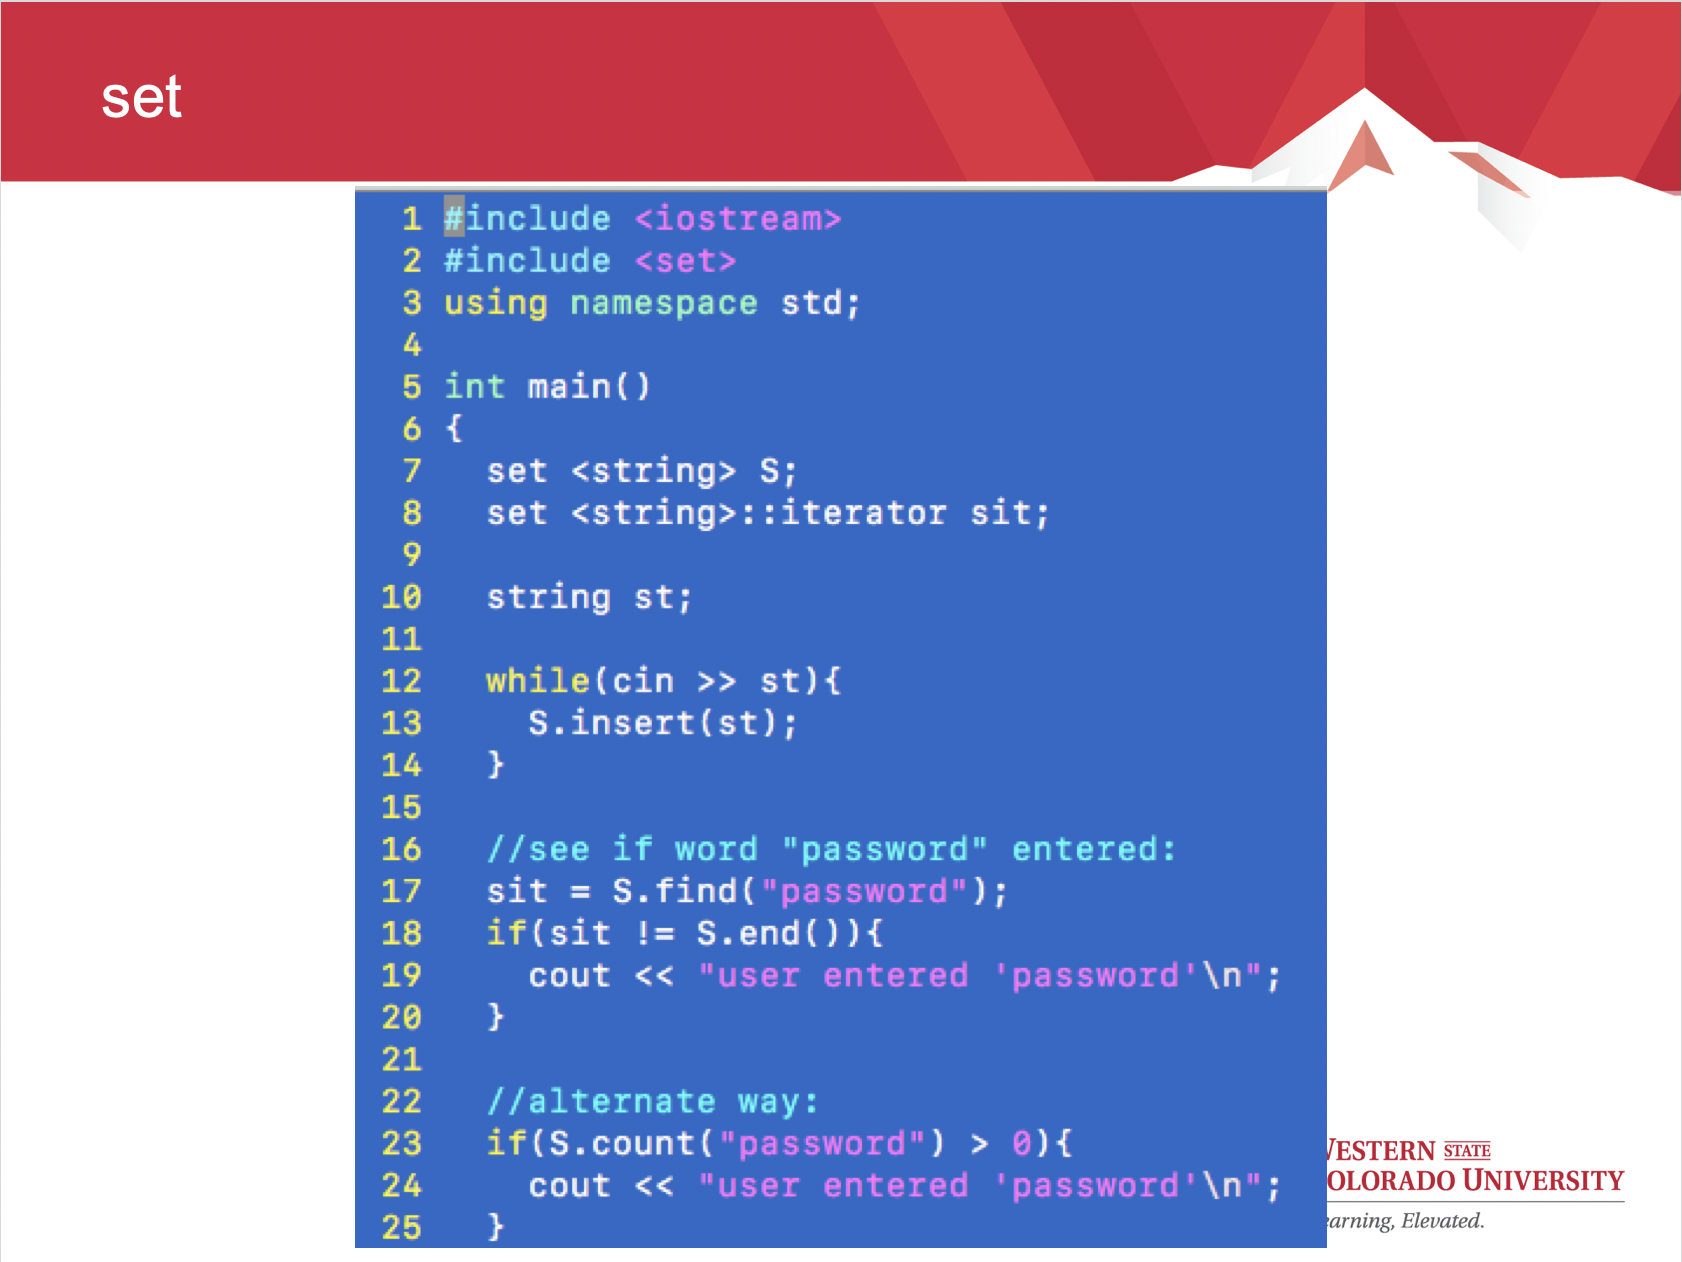 set
1 #include <iostream>
2 #include <set>
3 using namespace std;
4
5 int main()
6 {
7   set <string> S;
8   set <string>::iterator sit;
9
10   string st;
11
12   while(cin >> st){
13     S.insert(st);
14   }
15
16   //see if word "password" entered:
17   sit = S.find("password");
18   if(sit != S.end()){
19     cout << "user entered 'password'\n";
20   }
21
22   //alternate way:
23   if(S.count("password") > 0){
24     cout << "user entered 'password'\n";
25   }
ESTERN STATE
OLORADO UNIVERSITY
arning, Elevated.